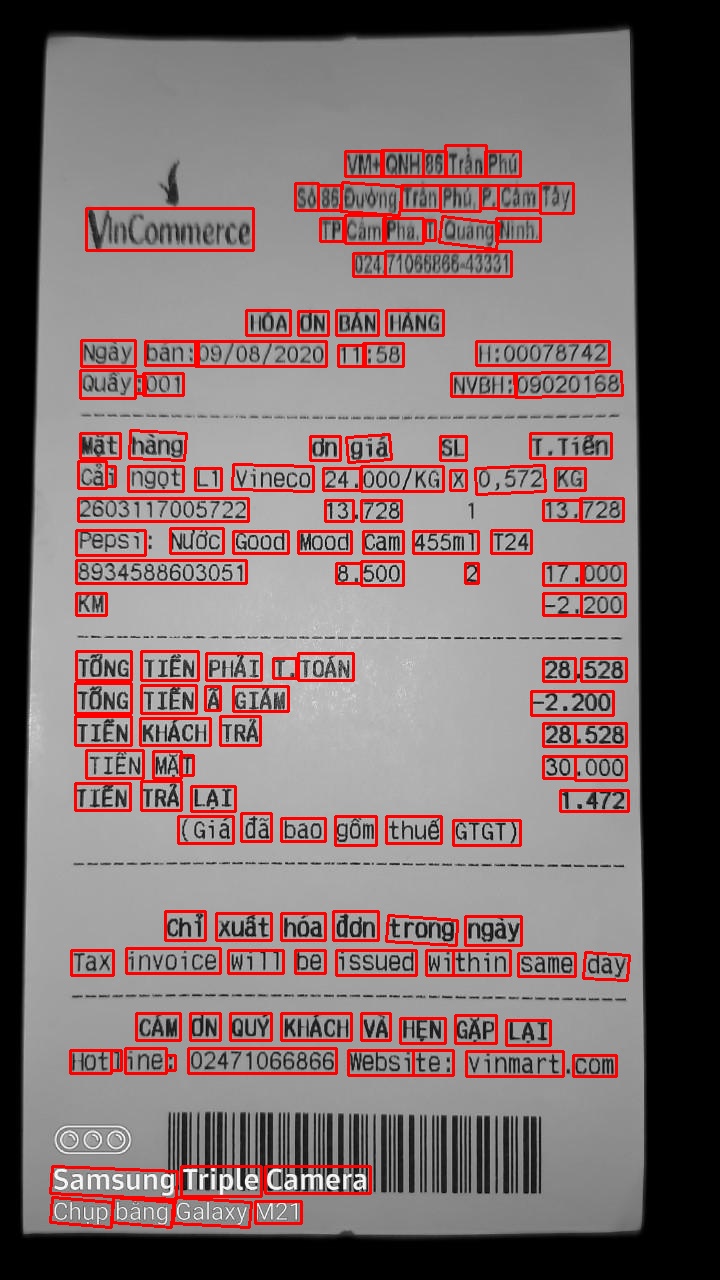 VinCommerce
VM+ QNH 86 Trần Phú
Số 86 Đường Trần Phú, P. Cẩm Tây
TP Cẩm Phả, T. Quảng Ninh.
024 71066866-43331
HÓA ĐƠN BÁN HÀNG
Ngày bán:09/08/2020 11:58 HĐ:00078742
Quầy:001 NVBH:09020168
Mặt hàng Đơn giá SL T.Tiền
Cải ngọt L1 Vineco 24.000/KG X 0,572 KG
2603117005722 13.728 1 13.728
Pepsi: Nước Good Mood Cam 455ml T24
8934588603051 8.500 2 17.000
KM -2.200
TỔNG TIỀN PHẢI T.TOÁN 28.528
TỔNG TIỀN ĐÃ GIẢM -2.200
TIỀN KHÁCH TRẢ 28.528
TIỀN MẶT 30.000
TIỀN TRẢ LẠI 1.472
(Giá đã bao gồm thuế GTGT)
Chỉ xuất hóa đơn trong ngày
Tax invoice will be issued within same day
CẢM ƠN QUÝ KHÁCH VÀ HẸN GẶP LẠI
Hotline: 02471066866 Website: vinmart.com
Samsung Triple Camera
Chụp bằng Galaxy M21